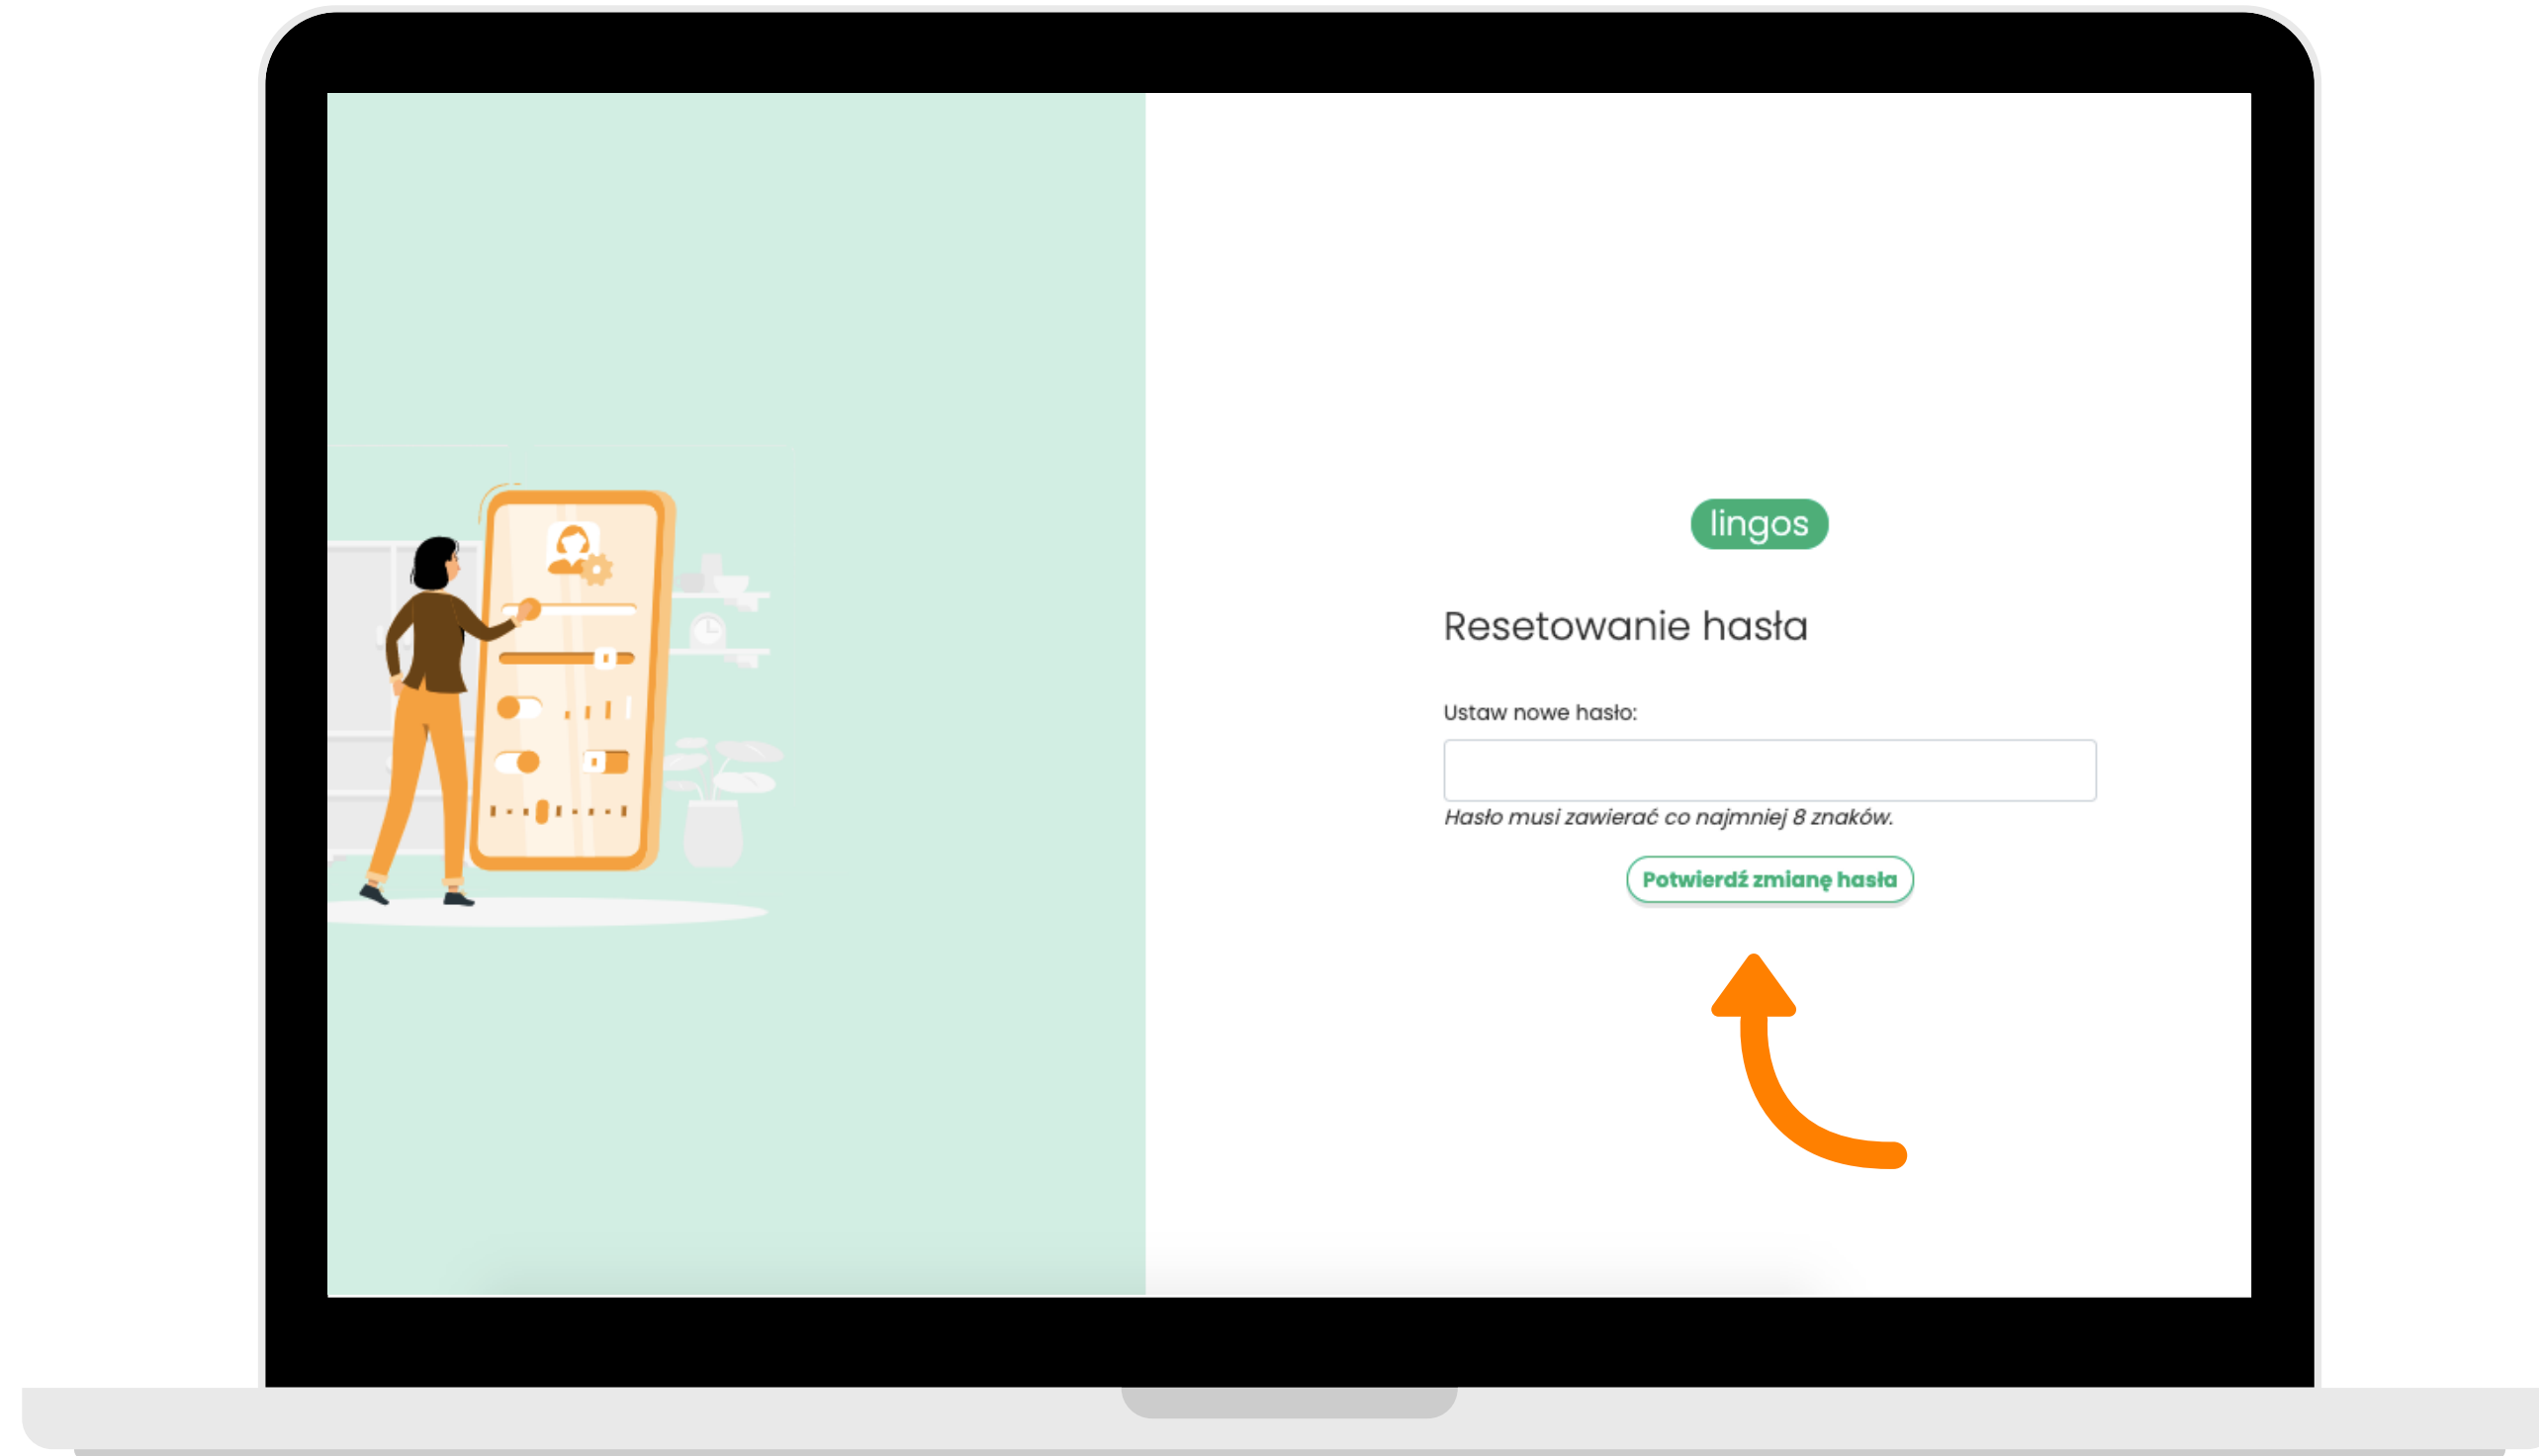 lingos
Resetowanie hasła
Ustaw nowe hasło:
Hasło musi zawierać co najmniej 8 znaków.
Potwierdź zmianę hasła